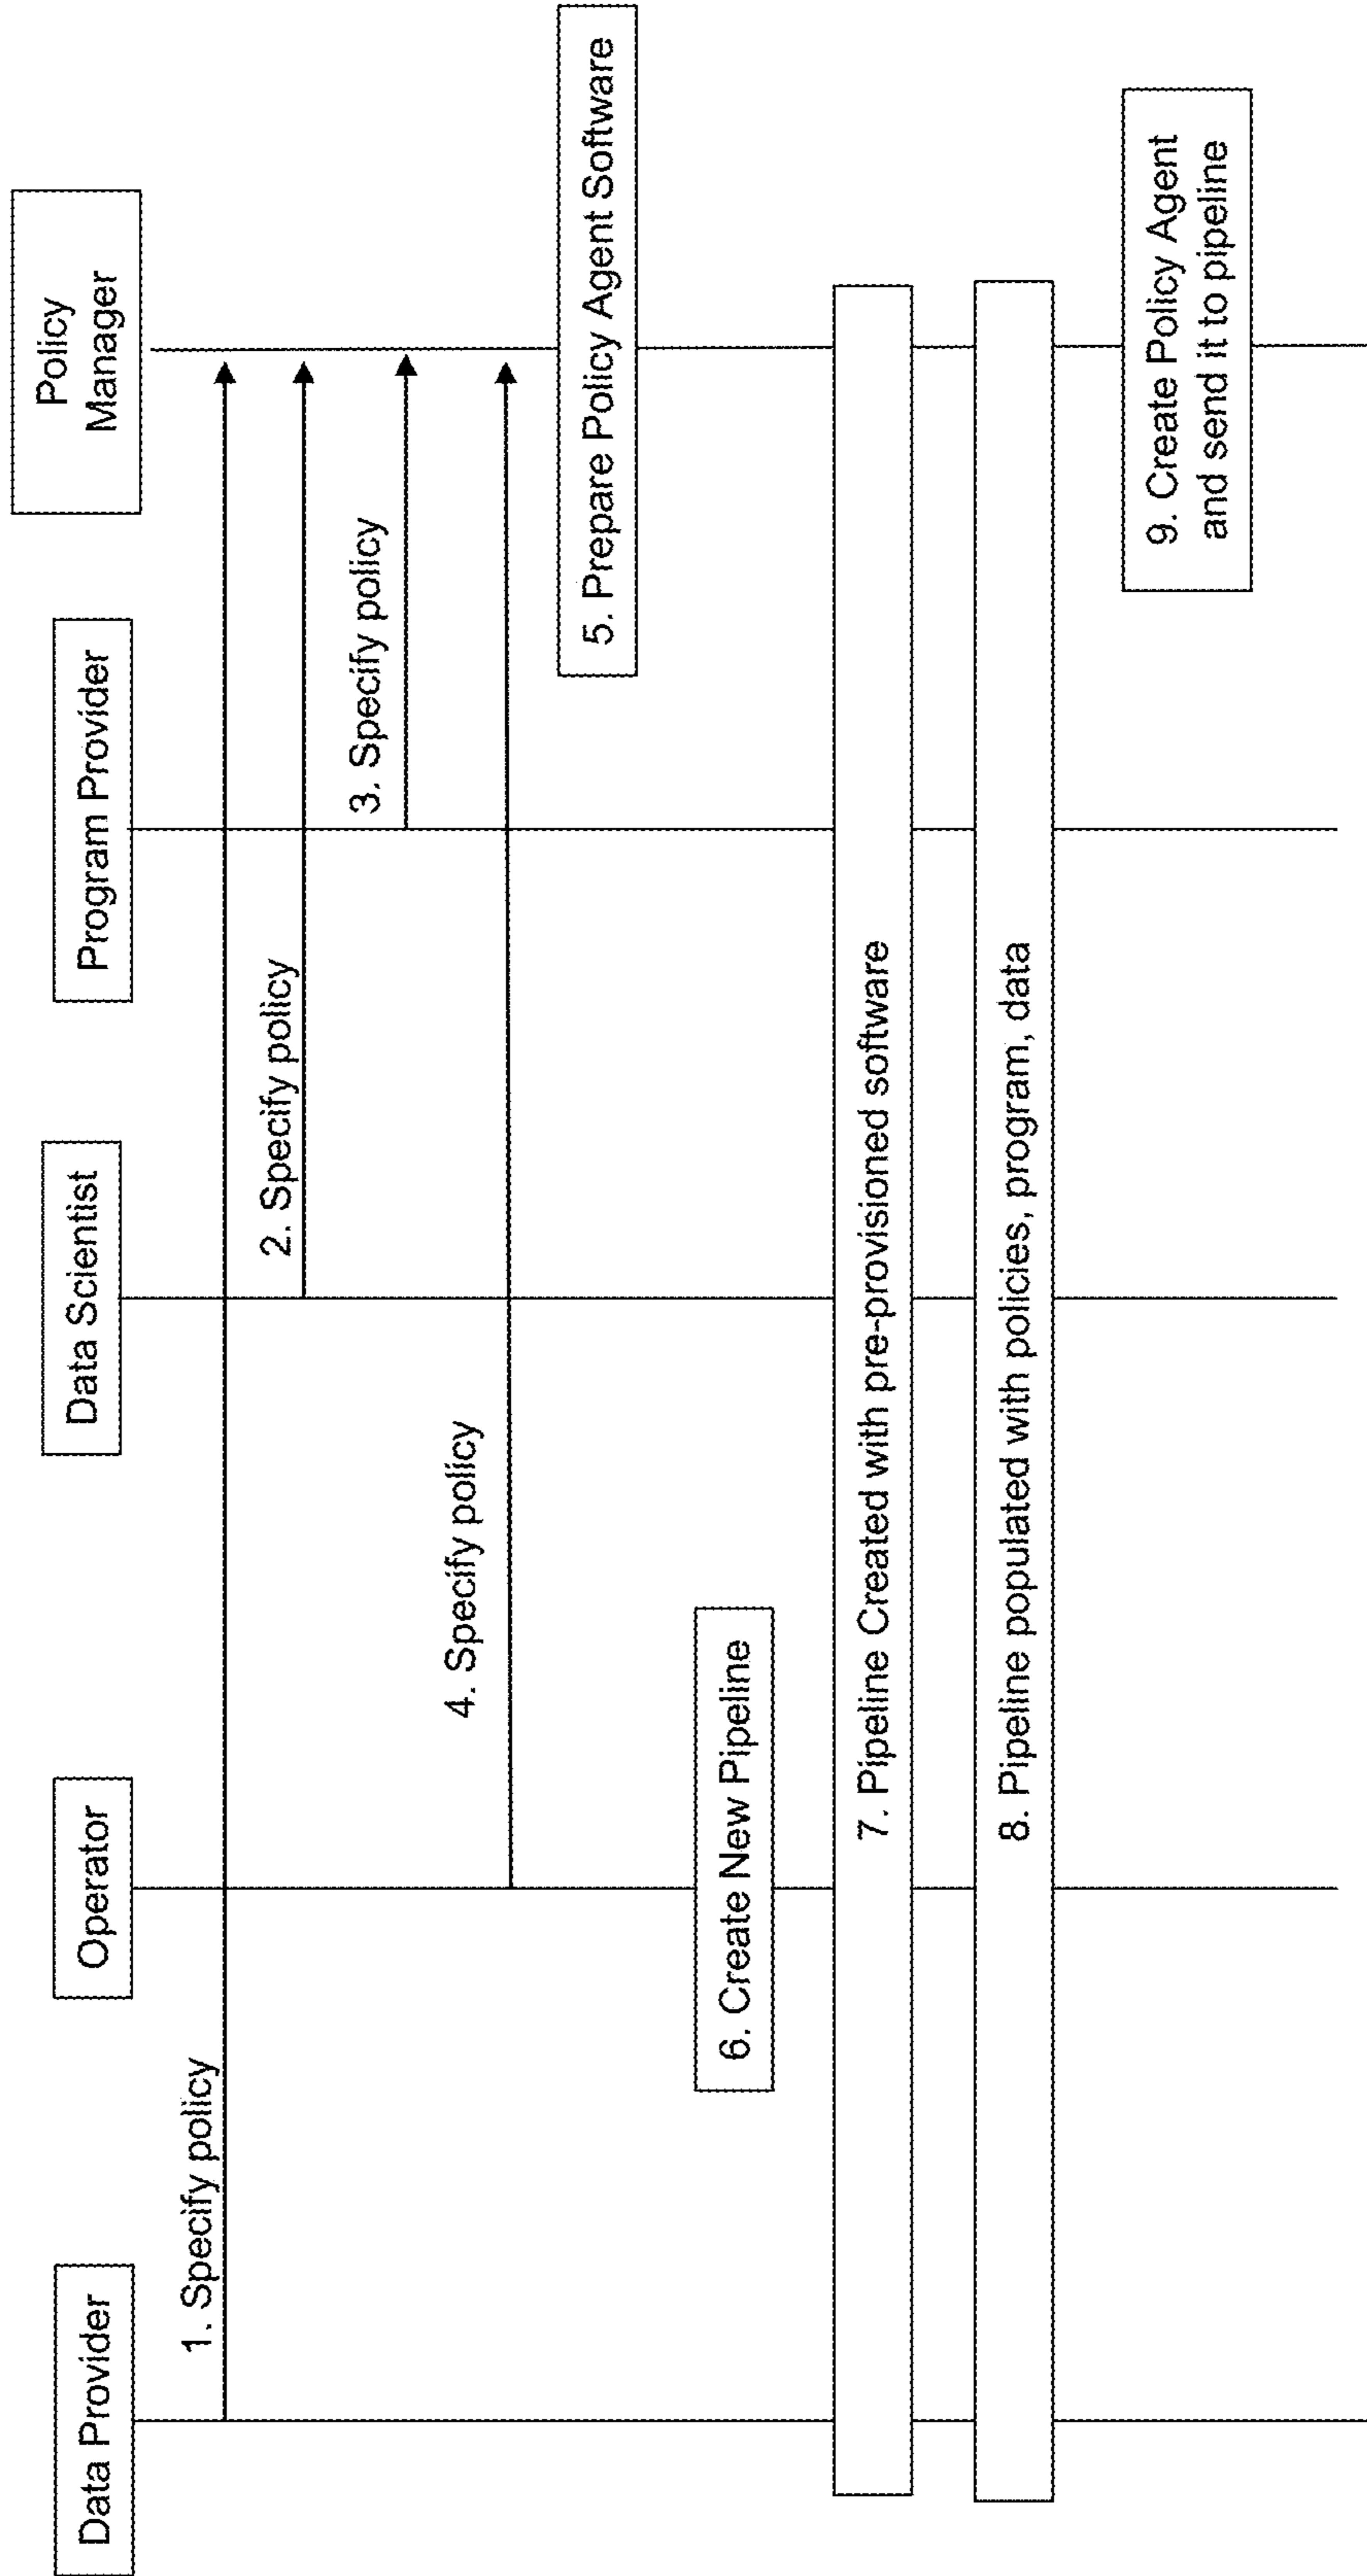 Data Provider
Operator
Data Scientist
Program Provider
Policy
Manager
1. Specify policy
2. Specify policy
3. Specify policy
4. Specify policy
5. Prepare Policy Agent Software
6. Create New Pipeline
7. Pipeline Created with pre-provisioned software
8. Pipeline populated with policies, program, data
9. Create Policy Agent
and send it to pipeline